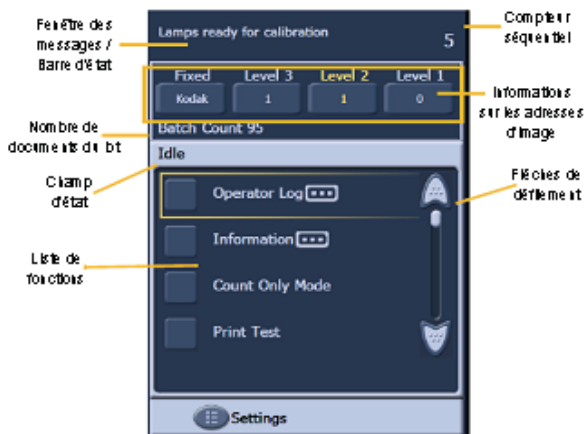 Fenêtre des
messages /
Barre d'état
Lamps ready for calibration
5
Compteur
séquentiel
Fixed Level 3 Level 2 Level 1
Kodak 1 1 0
Informations
sur les adresses
d'image
Nombre de
documents du bt
Batch Count 95
Idle
Champ
d'état
Operator Log
Flèches de
défilement
Information
Liste de
fonctions
Count Only Mode
Print Test
Settings